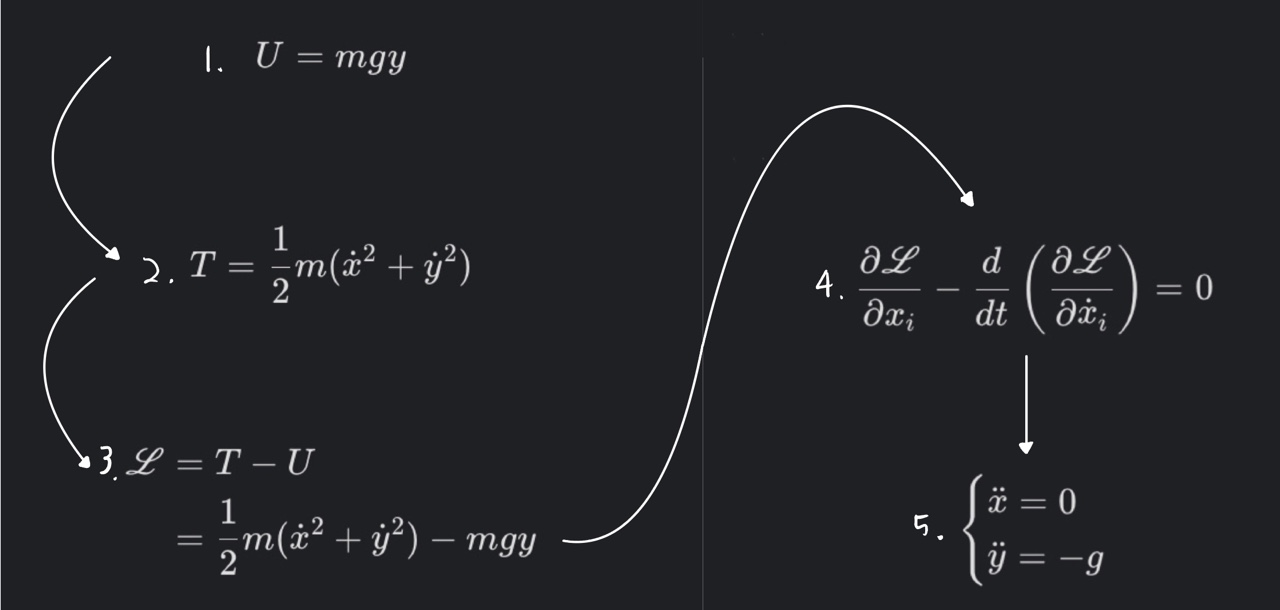 1. U = mgy
2. T = \frac{1}{2}m(\dot{x}^2 + \dot{y}^2)
3. \mathscr{L} = T - U
= \frac{1}{2}m(\dot{x}^2 + \dot{y}^2) - mgy
4. \frac{\partial \mathscr{L}}{\partial x_i} - \frac{d}{dt}\left(\frac{\partial \mathscr{L}}{\partial \dot{x}_i}\right) = 0
5. \begin{cases} \ddot{x} = 0 \\ \ddot{y} = -g \end{cases}